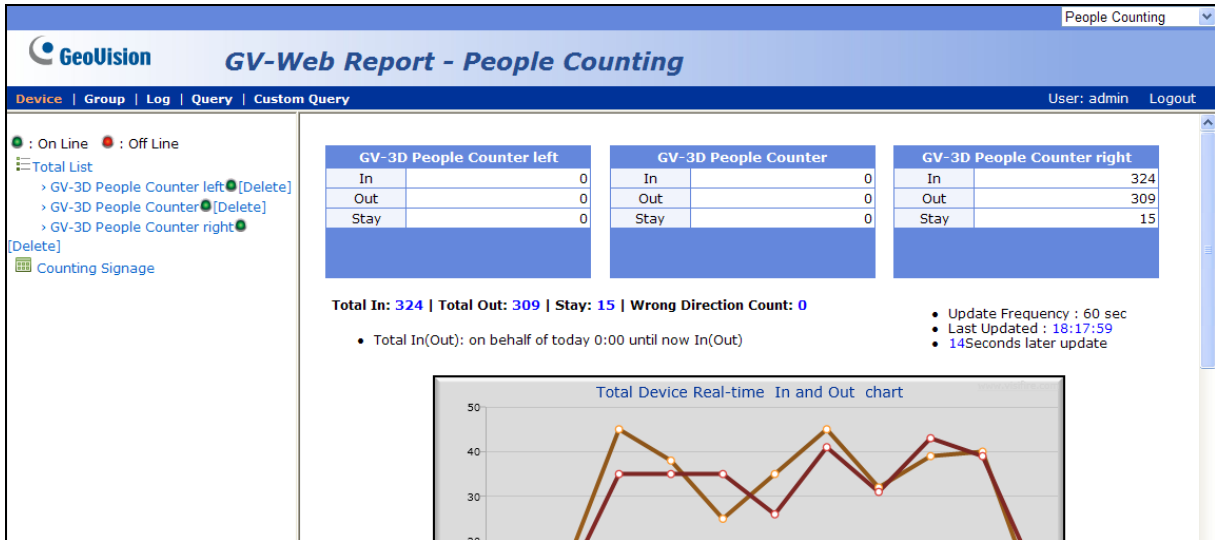 People Counting
GeoVision
GV-Web Report - People Counting
Device | Group | Log | Query | Custom Query
User: admin Logout
: On Line : Off Line
Total List
› GV-3D People Counter left [Delete]
› GV-3D People Counter [Delete]
› GV-3D People Counter right
[Delete]
Counting Signage
GV-3D People Counter left
In 0
Out 0
Stay 0
GV-3D People Counter
In 0
Out 0
Stay 0
GV-3D People Counter right
In 324
Out 309
Stay 15
Total In: 324 | Total Out: 309 | Stay: 15 | Wrong Direction Count: 0
• Total In(Out): on behalf of today 0:00 until now In(Out)
• Update Frequency : 60 sec
• Last Updated : 18:17:59
• 14Seconds later update
Total Device Real-time In and Out chart
50
40
30